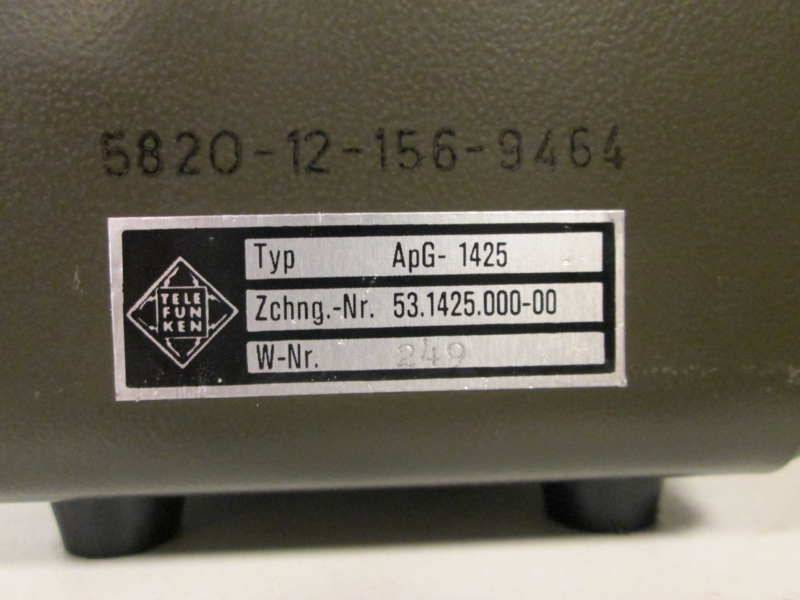 5820-12-156-9464
TELE
FUN
KEN
Typ ApG- 1425
Zchng.-Nr. 53.1425.000-00
W-Nr. 249